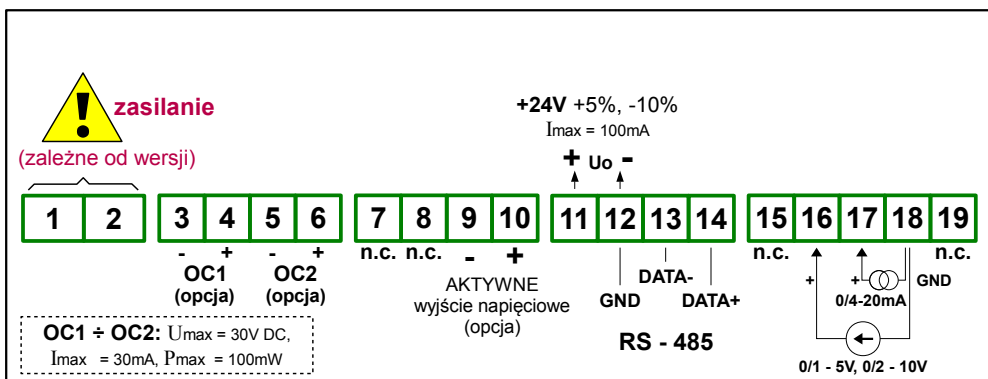 zasilanie
(zależne od wersji)
+24V +5%, -10%
Imax = 100mA
+ Uo -
1 2 3 4 5 6 7 8 9 10 11 12 13 14 15 16 17 18 19
- + - + n.c. n.c. - + n.c. n.c.
OC1
(opcja)
OC2
(opcja)
AKTYWNE
wyjście napięciowe
(opcja)
GND
DATA-
DATA+
RS - 485
+
+
GND
0/4-20mA
0/1 - 5V, 0/2 - 10V
OC1 ÷ OC2: Umax = 30V DC,
Imax = 30mA, Pmax = 100mW